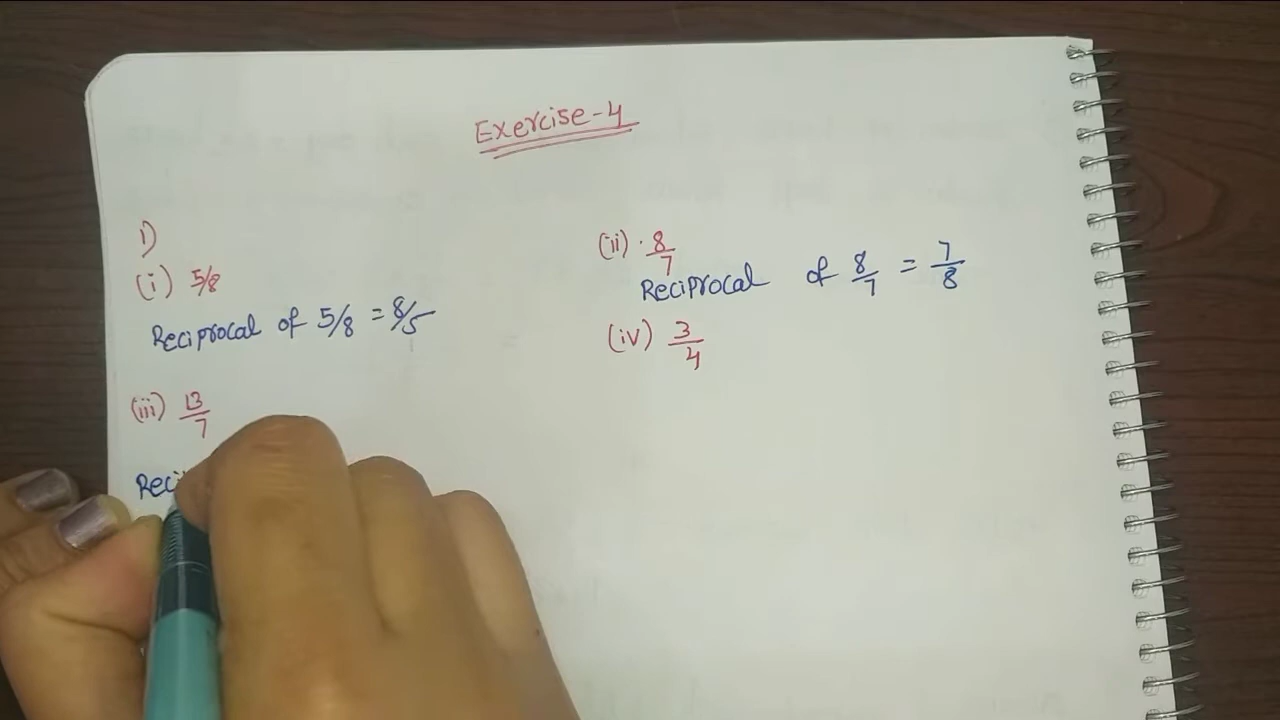 Exercise-4
1)
(i) 5/8
Reciprocal of 5/8 = 8/5
(ii) · 8/7
Reciprocal of 8/7 = 7/8
(iii) 13/7
Reci
(iv) 3/4